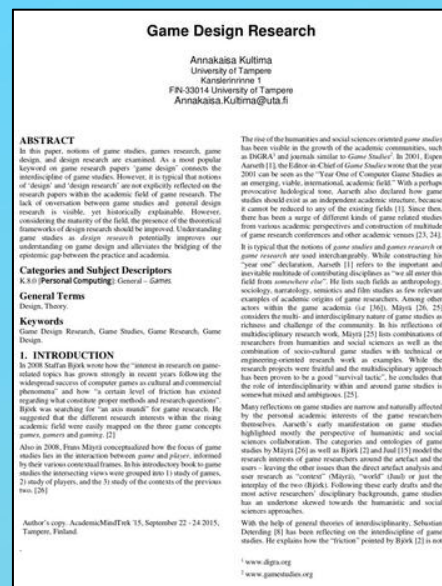 Game Design Research
Annakaisa Kultima
University of Tampere
Kanslerinrinne 1
FIN-33014 University of Tampere
Annakaisa.Kultima@uta.fi
ABSTRACT
In this paper, notions of game studies, games research, game
design, and design research are examined. As a most popular
keyword on game research papers 'game design' connects the
interdiscipline of game studies. However, it is typical that notions
of 'design' and 'design research' are not explicitly reflected on the
research papers within the academic field of game research. The
lack of conversation between game studies and general design
research is visible, yet historically explainable. However,
considering the maturity of the field, the presence of the theoretical
frameworks of design research should be improved. Understanding
game studies as design research potentially improves our
understanding on game design and alleviates the bridging of the
epistemic gap between the practice and academia.
Categories and Subject Descriptors
K.8.0 [Personal Computing]: General – Games
General Terms
Design, Theory.
Keywords
Game Design Research, Game Studies, Game Research, Game
Design.
1. INTRODUCTION
In 2008 Staffan Björk wrote how the "interest in research on game-
related topics has grown strongly in recent years following the
widespread success of computer games as cultural and commercial
phenomena" and how "a certain level of friction has existed
regarding what constitute proper methods and research questions".
Björk was searching for "an axis mundi" for game research. He
suggested that the different research interests within the rising
academic field were easily mapped on the three game concepts
games, gamers and gaming. [2]
Also in 2008, Frans Mäyrä conceptualized how the focus of game
studies lies in the interaction between game and player, informed
by their various contextual frames. In his introductory book to game
studies the intersecting views were grouped into 1) study of games,
2) study of players, and the 3) study of the contexts of the previous
two. [26]
Author's copy. AcademicMindTrek '15, September 22 - 24 2015,
Tampere, Finland.
The rise of the humanities and social sciences oriented game studies
has been visible in the growth of the academic communities, such
as DiGRA¹ and journals similar to Game Studies². In 2001, Espen
Aarseth [1], the Editor-in-Chief of Game Studies wrote that the year
2001 can be seen as the "Year One of Computer Game Studies as
an emerging, viable, international, academic field." With a perhaps
provocative ludological tone, Aarseth also declared how game
studies should exist as an independent academic structure, because
it cannot be reduced to any of the existing fields [1]. Since then,
there has been a surge of different kinds of game related studies
from various academic perspectives and construction of multitude
of game research conferences and other academic venues [23, 24].
It is typical that the notions of game studies and games research or
game research are used interchangeably. While constructing his
"year one" declaration, Aarseth [1] refers to the important and
inevitable multitude of contributing disciplines as "we all enter this
field from somewhere else". He lists such fields as anthropology,
sociology, narratology, semiotics and film studies as few relevant
examples of academic origins of game researchers. Among other
actors within the game academia (i.e [36]), Mäyrä [26, 25]
considers the multi- and interdisciplinary nature of game studies as
richness and challenge of the community. In his reflections of
multidisciplinary research work, Mäyrä [25] lists combinations of
researchers from humanities and social sciences as well as the
combination of socio-cultural game studies with technical or
engineering-oriented research work as examples. While the
research projects were fruitful and the multidisciplinary approach
has been proven to be a good "survival tactic", he concludes that
the role of interdisciplinarity within and around game studies is
somewhat mixed and ambiguous. [25].
Many reflections on game studies are narrow and naturally affected
by the personal academic interests of the game researchers
themselves. Aarseth's early manifestation on game studies
highlighted mostly the perspective of humanistic and social
sciences collaboration. The categories and ontologies of game
studies by Mäyrä [26] as well as Björk [2] and Juul [15] model the
research interests of game researchers around the artefact and the
users – leaving the other issues than the direct artefact analysis and
user research as "context" (Mäyrä), "world" (Juul) or just the
interplay of the two (Björk). Following these early drafts and the
most active researchers' disciplinary backgrounds, game studies
has an undertone skewed towards the humanistic and social
sciences approaches.
With the help of general theories of interdisciplinarity, Sebastian
Deterding [8] has been reflecting on the interdiscipline of game
studies. He explains how the "friction" pointed by Björk [2] is not
¹ www.digra.org
² www.gamestudies.org